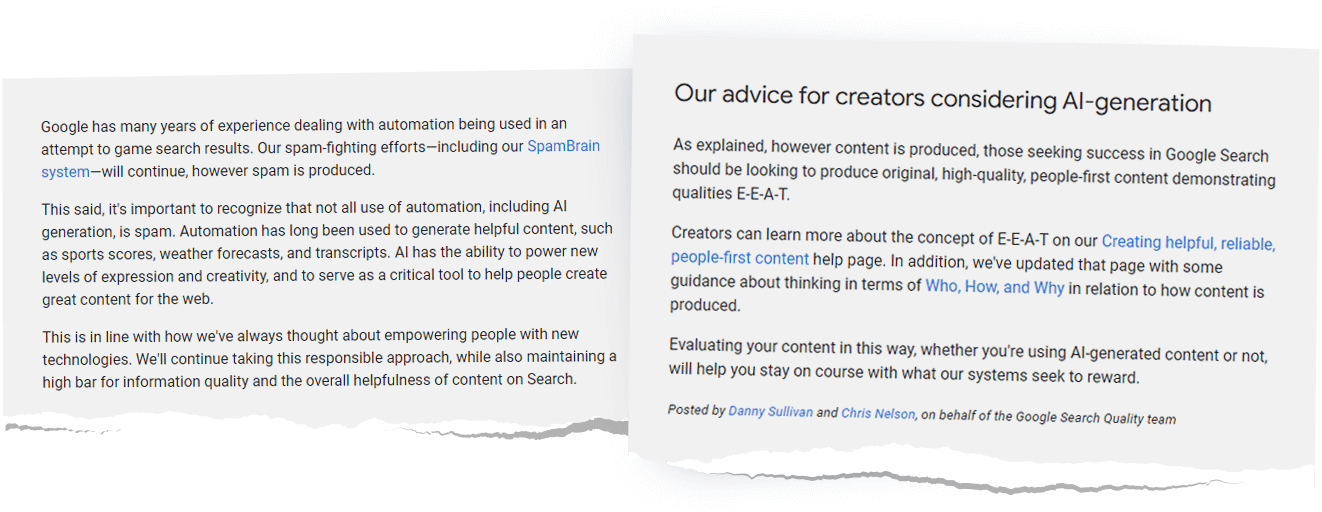 Google has many years of experience dealing with automation being used in an
attempt to game search results. Our spam-fighting efforts—including our SpamBrain
system—will continue, however spam is produced.
This said, it's important to recognize that not all use of automation, including AI
generation, is spam. Automation has long been used to generate helpful content, such
as sports scores, weather forecasts, and transcripts. AI has the ability to power new
levels of expression and creativity, and to serve as a critical tool to help people create
great content for the web.
This is in line with how we've always thought about empowering people with new
technologies. We'll continue taking this responsible approach, while also maintaining a
high bar for information quality and the overall helpfulness of content on Search.
Our advice for creators considering AI-generation
As explained, however content is produced, those seeking success in Google Search
should be looking to produce original, high-quality, people-first content demonstrating
qualities E-E-A-T.
Creators can learn more about the concept of E-E-A-T on our Creating helpful, reliable,
people-first content help page. In addition, we've updated that page with some
guidance about thinking in terms of Who, How, and Why in relation to how content is
produced.
Evaluating your content in this way, whether you're using AI-generated content or not,
will help you stay on course with what our systems seek to reward.
Posted by Danny Sullivan and Chris Nelson, on behalf of the Google Search Quality team